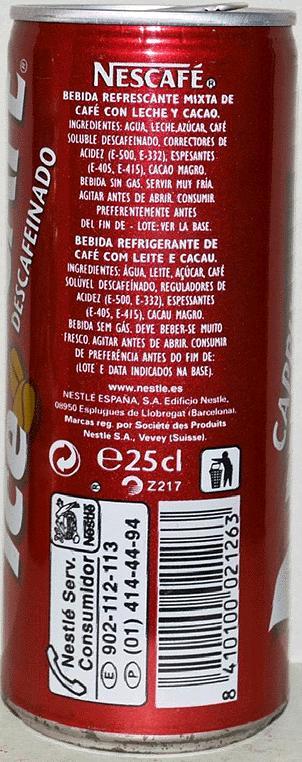 NESCAFÉ®
BEBIDA REFRESCANTE MIXTA DE
CAFÉ CON LECHE Y CACAO.
INGREDIENTES: AGUA, LECHE,AZÚCAR, CAFÉ
SOLUBLE DESCAFEINADO, CORRECTORES DE
ACIDEZ (E-500, E-332), ESPESANTES
(E-405, E-415), CACAO MAGRO.
BEBIDA SIN GAS. SERVIR MUY FRÍA.
AGITAR ANTES DE ABRIR. CONSUMIR
PREFERENTEMENTE ANTES
DEL FIN DE - LOTE: VER LA BASE.
BEBIDA REFRIGERANTE DE
CAFÉ COM LEITE E CACAU.
INGREDIENTES: ÁGUA, LEITE, AÇÚCAR, CAFÉ
SOLÚVEL DESCAFEÍNADO, REGULADORES DE
ACIDEZ (E-500, E-332), ESPESSANTES
(E-405, E-415), CACAU MAGRO.
BEBIDA SEM GÁS. DEVE BEBER-SE MUITO
FRESCO. AGITAR ANTES DE ABRIR. CONSUMIR
DE PREFERÊNCIA ANTES DO FIM DE:
(LOTE E DATA INDICADOS NA BASE).
www.nestle.es
NESTLÉ ESPAÑA, S.A. Edificio Nestlé,
08950 Esplugues de Llobregat (Barcelona).
Marcas reg. por Société des Produits
Nestlé S.A., Vevey (Suisse).
e25cl
Z217
Nestlé
Nestlé Serv.
Consumidor
E 902-112-113
P (01) 414-44-94
8 410100 021263
ice
DESCAFEINADO